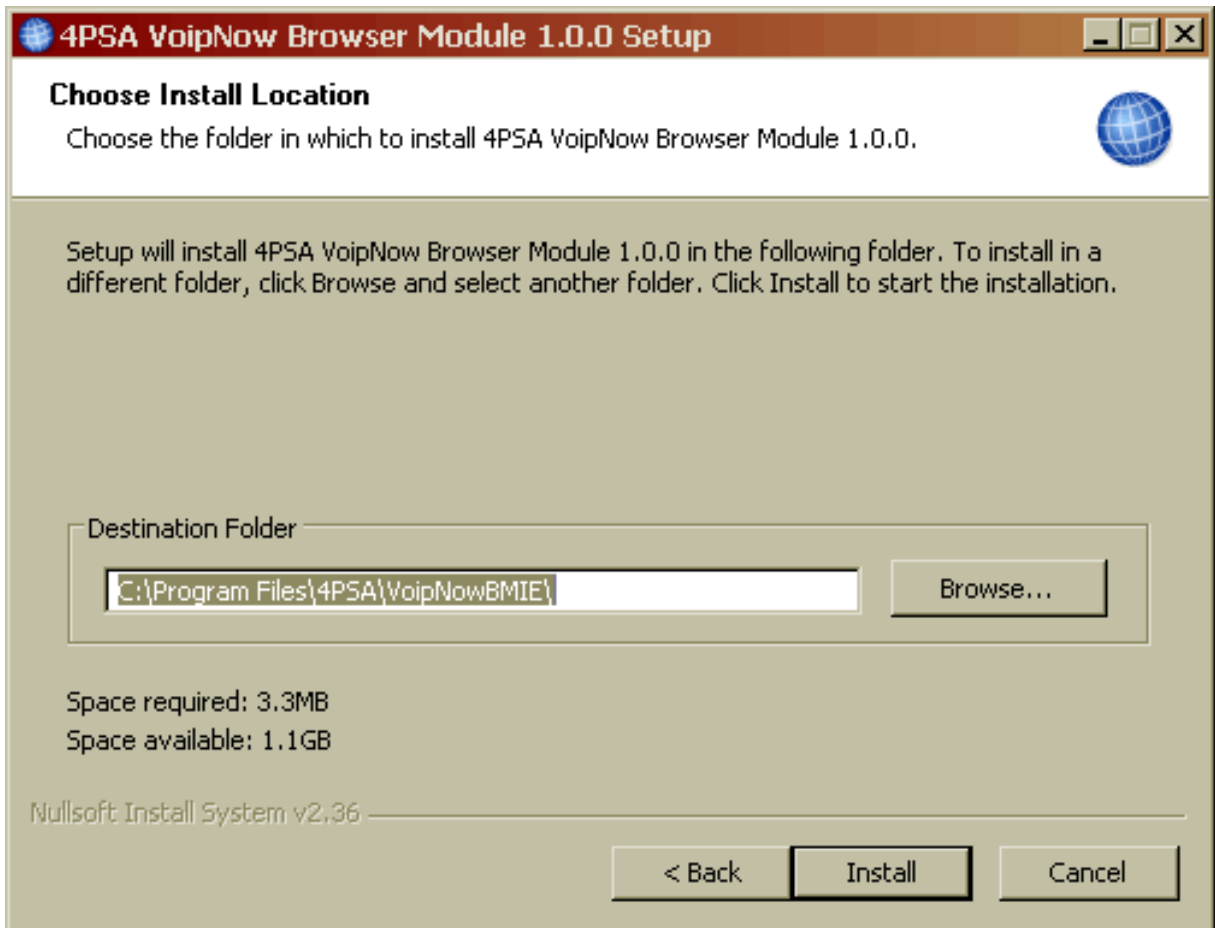 4PSA VoipNow Browser Module 1.0.0 Setup
Choose Install Location
Choose the folder in which to install 4PSA VoipNow Browser Module 1.0.0.
Setup will install 4PSA VoipNow Browser Module 1.0.0 in the following folder. To install in a
different folder, click Browse and select another folder. Click Install to start the installation.
Destination Folder
C:\Program Files\4PSA\VoipNowBMIE\
Browse...
Space required: 3.3MB
Space available: 1.1GB
Nullsoft Install System v2.36
< Back
Install
Cancel